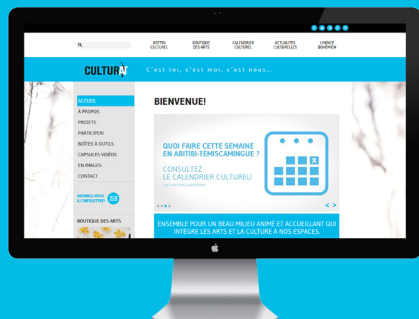 BOTTIN
CULTUREL
BOUTIQUE
DES ARTS
CALENDRIER
CULTUREL
ACTUALITÉS
CULTURELLES
L'INDICE
BOHÉMIEN
CULTURAT
C'est toi, c'est moi, c'est nous...
ACCUEIL
À PROPOS
PROJETS
PARTICIPER!
BOÎTES À OUTILS
CAPSULES VIDÉOS
EN IMAGES
CONTACT
ABONNEZ-VOUS
À L'INFOLETTRE!
BOUTIQUE DES ARTS
BIENVENUE!
QUOI FAIRE CETTE SEMAINE
EN ABITIBI-TÉMISCAMINGUE ?
CONSULTEZ
LE CALENDRIER CULTUREL!
ENSEMBLE POUR UN BEAU MILIEU ANIMÉ ET ACCUEILLANT QUI
INTÈGRE LES ARTS ET LA CULTURE À NOS ESPACES.